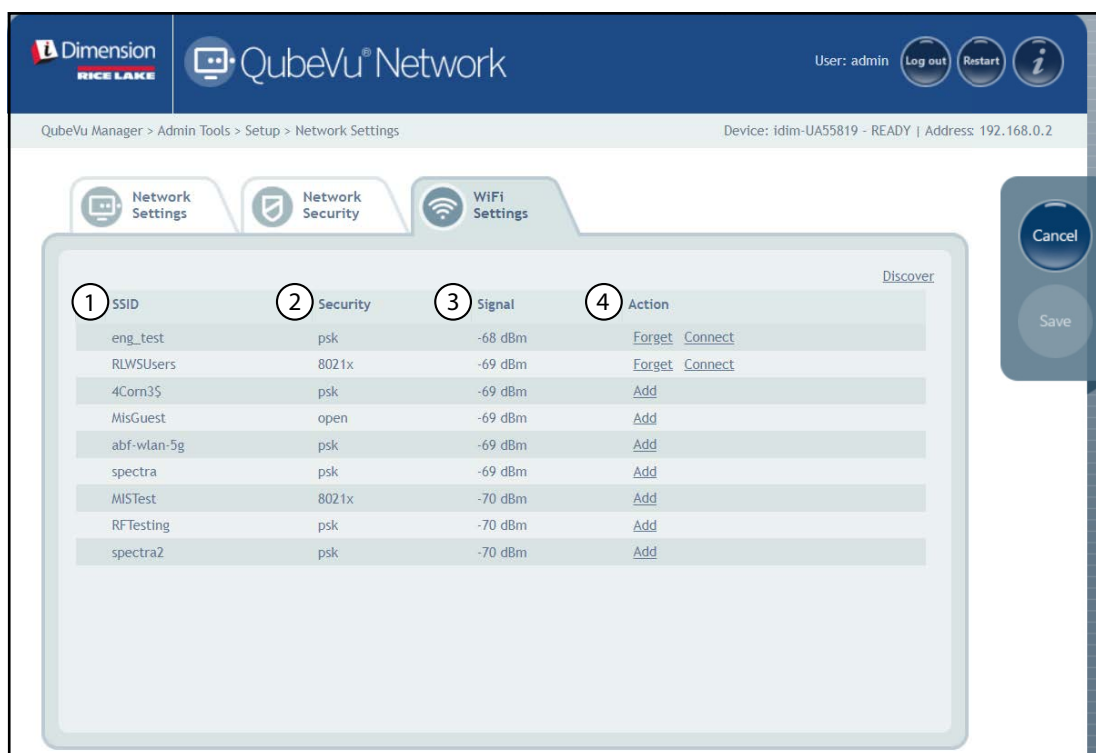 iDimension
RICE LAKE
QubeVu® Network
User: admin
Log out
Restart
i
QubeVu Manager > Admin Tools > Setup > Network Settings
Device: idim-UA55819 - READY | Address: 192.168.0.2
Network
Settings
Network
Security
WiFi
Settings
Cancel
Save
Discover
1 SSID 2 Security 3 Signal 4 Action
eng_test psk -68 dBm Forget Connect
RLWSUsers 8021x -69 dBm Forget Connect
4Corn3$ psk -69 dBm Add
MisGuest open -69 dBm Add
abf-wlan-5g psk -69 dBm Add
spectra psk -69 dBm Add
MISTest 8021x -70 dBm Add
RFTesting psk -70 dBm Add
spectra2 psk -70 dBm Add